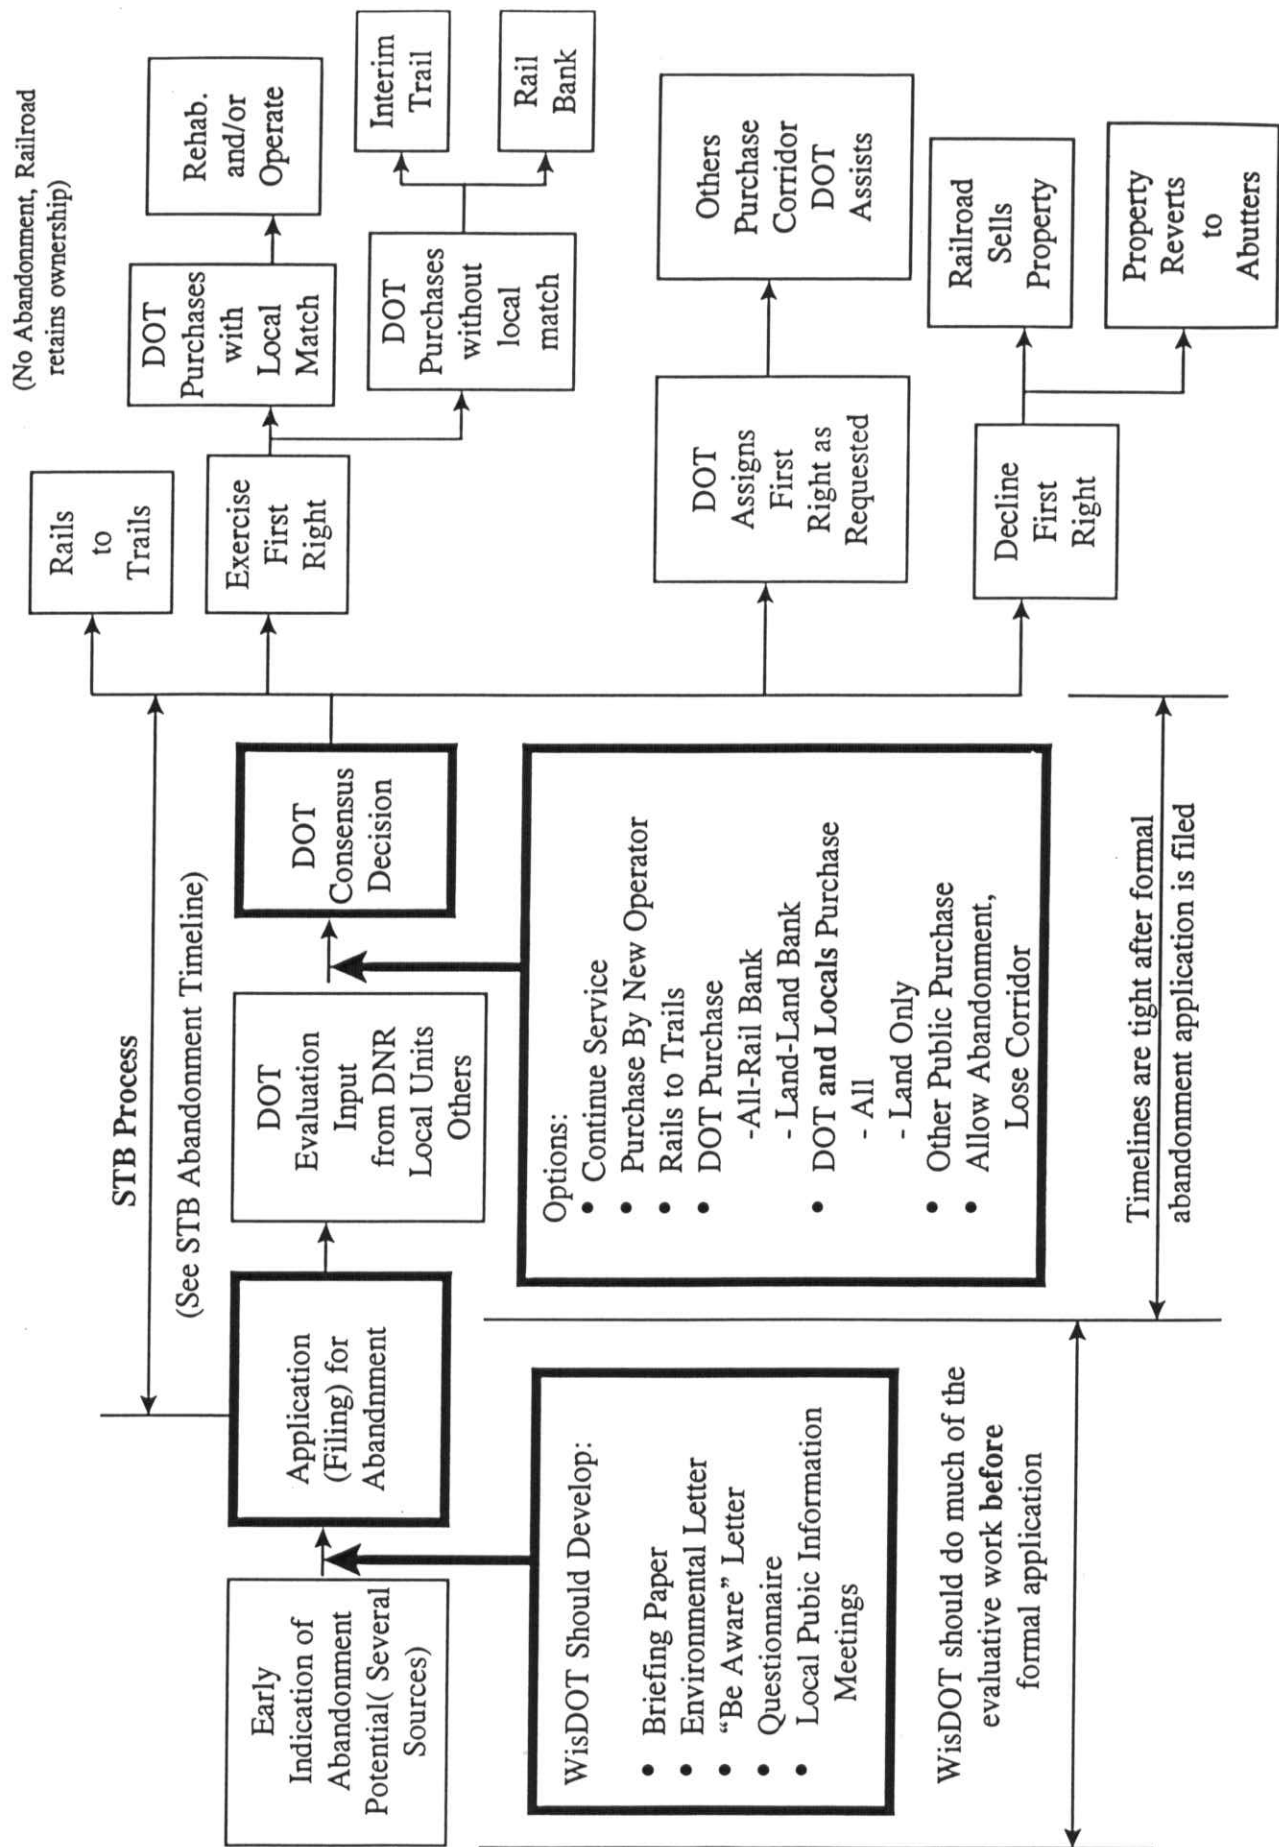 STB Process
(See STB Abandonment Timeline)
Early
Indication of
Abandonment
Potential( Several
Sources)
Application
(Filing) for
Abandnment
DOT
Evaluation
Input
from DNR
Local Units
Others
DOT
Consensus
Decision
WisDOT Should Develop:
• Briefing Paper
• Environmental Letter
• “Be Aware” Letter
• Questionnaire
• Local Pubic Information
Meetings
Options:
• Continue Service
• Purchase By New Operator
• Rails to Trails
• DOT Purchase
-All-Rail Bank
- Land-Land Bank
• DOT and Locals Purchase
- All
- Land Only
• Other Public Purchase
• Allow Abandonment,
Lose Corridor
WisDOT should do much of the
evaluative work before
formal application
Timelines are tight after formal
abandonment application is filed
Rails
to
Trails
(No Abandonment, Railroad
retains ownership)
Exercise
First
Right
DOT
Purchases
with
Local
Match
Rehab.
and/or
Operate
DOT
Purchases
without
local
match
Interim
Trail
Rail
Bank
DOT
Assigns
First
Right as
Requested
Others
Purchase
Corridor
DOT
Assists
Decline
First
Right
Railroad
Sells
Property
Property
Reverts
to
Abutters